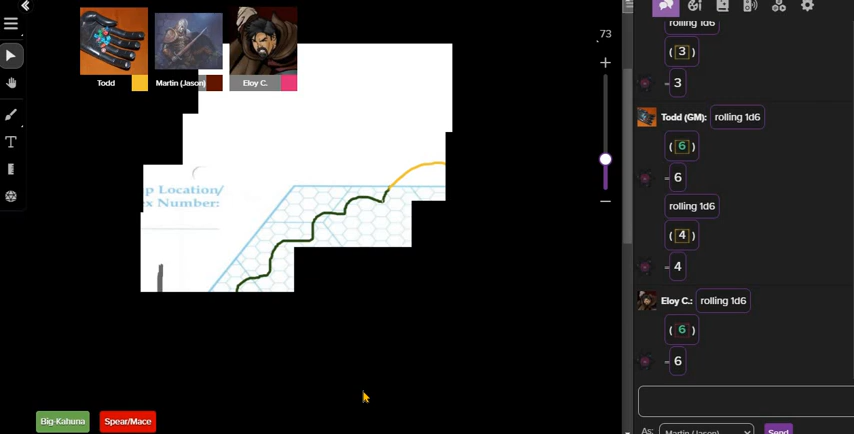 rolling 1d6
(3)
= 3
Todd (GM): rolling 1d6
(6)
= 6
rolling 1d6
(4)
= 4
Eloy C.: rolling 1d6
(6)
= 6
As: Martin (Jason) Send
73
+
−
Todd
Martin (Jason)
Eloy C.
p Location/
x Number:
Big-Kahuna
Spear/Mace